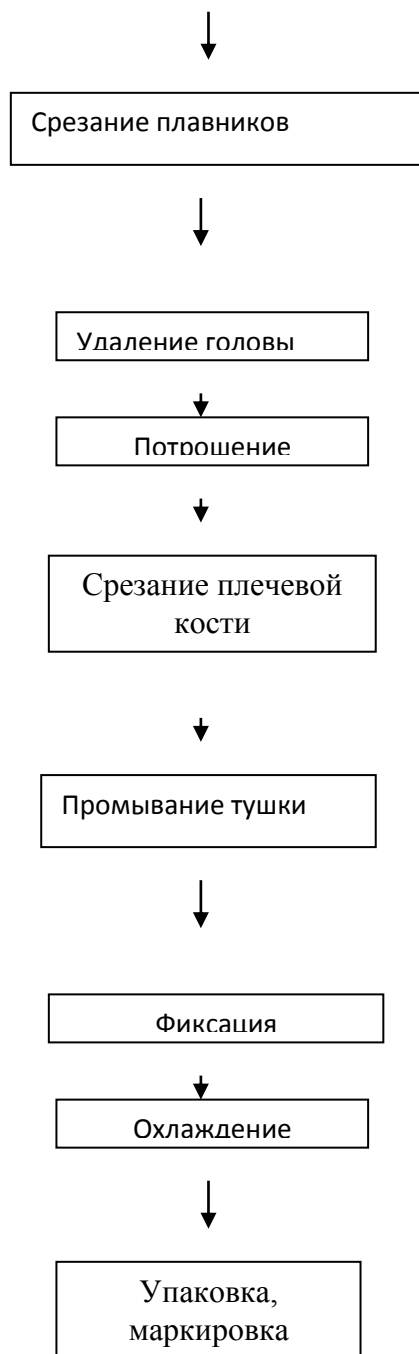 Срезание плавников
Удаление головы
Потрошение
Срезание плечевой
кости
Промывание тушки
Фиксация
Охлаждение
Упаковка,
маркировка